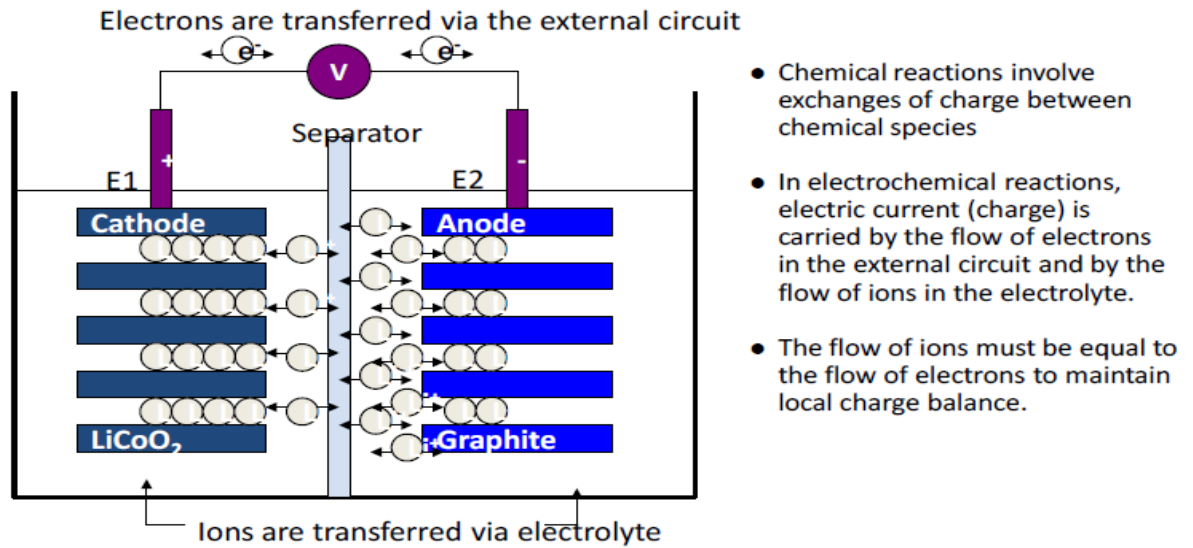 Electrons are transferred via the external circuit
e-
e-
V
Separator
+
-
E1
E2
Cathode
Anode
LiCoO2
Graphite
Ions are transferred via electrolyte
• Chemical reactions involve
exchanges of charge between
chemical species
• In electrochemical reactions,
electric current (charge) is
carried by the flow of electrons
in the external circuit and by the
flow of ions in the electrolyte.
• The flow of ions must be equal to
the flow of electrons to maintain
local charge balance.